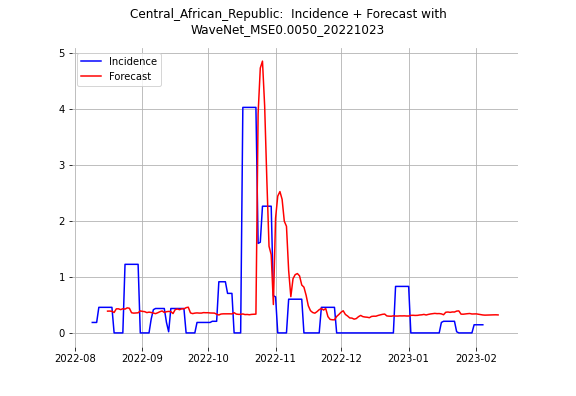 Central_African_Republic:  Incidence + Forecast with
WaveNet_MSE0.0050_20221023
Incidence
Forecast
5
4
3
2
1
0
2022-08 2022-09 2022-10 2022-11 2022-12 2023-01 2023-02